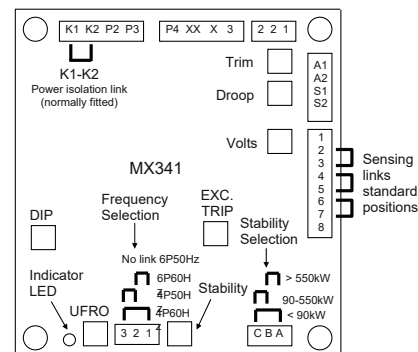 K1 K2 P2 P3
P4 XX X 3
2 2 1
K1-K2
Power isolation link
(normally fitted)
Trim
Droop
A1
A2
S1
S2
Volts
1
2
3
4
5
6
7
8
Sensing
links
standard
positions
MX341
Frequency
Selection
EXC.
TRIP
Stability
Selection
DIP
No link 6P50Hz
6P60H
Z
4P50H
Z
4P60H
Z
> 550kW
90-550kW
< 90kW
Indicator
LED
UFRO
3 2 1
Stability
C B A